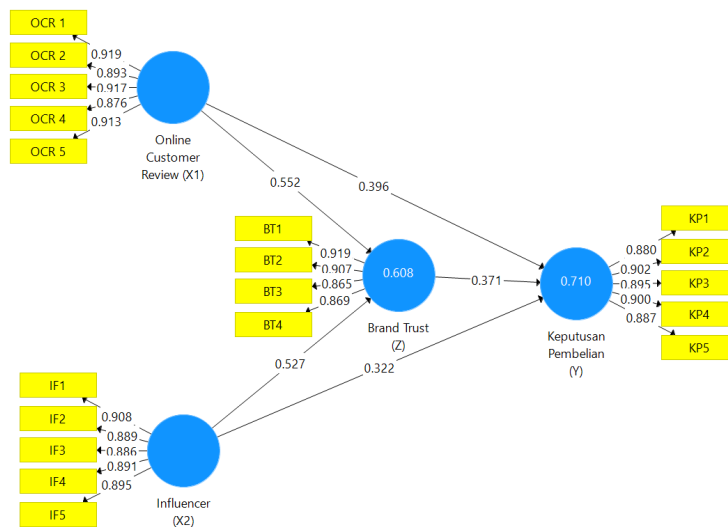 OCR 1
OCR 2
OCR 3
OCR 4
OCR 5
0.919
0.893
0.917
0.876
0.913
Online
Customer
Review (X1)
0.552
0.396
BT1
BT2
BT3
BT4
0.919
0.907
0.865
0.869
0.608
Brand Trust
(Z)
0.371
0.710
Keputusan
Pembelian
(Y)
0.880
0.902
0.895
0.900
0.887
KP1
KP2
KP3
KP4
KP5
0.527
0.322
IF1
IF2
IF3
IF4
IF5
0.908
0.889
0.886
0.891
0.895
Influencer
(X2)